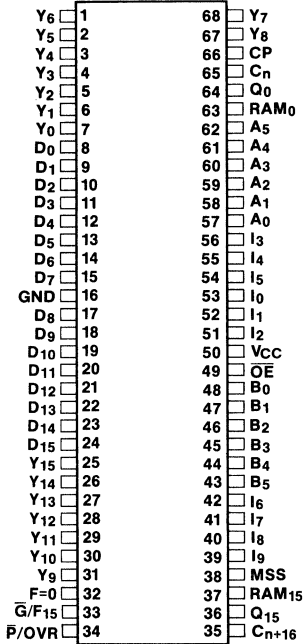 Y6 1 68 Y7
Y5 2 67 Y8
Y4 3 66 CP
Y3 4 65 Cn
Y2 5 64 Q0
Y1 6 63 RAM0
Y0 7 62 A5
D0 8 61 A4
D1 9 60 A3
D2 10 59 A2
D3 11 58 A1
D4 12 57 A0
D5 13 56 I3
D6 14 55 I4
D7 15 54 I5
GND 16 53 I0
D8 17 52 I1
D9 18 51 I2
D10 19 50 VCC
D11 20 49 O̅E̅
D12 21 48 B0
D13 22 47 B1
D14 23 46 B2
D15 24 45 B3
Y15 25 44 B4
Y14 26 43 B5
Y13 27 42 I6
Y12 28 41 I7
Y11 29 40 I8
Y10 30 39 I9
Y9 31 38 MSS
F=0 32 37 RAM15
G̅/F15 33 36 Q15
P̅/OVR 34 35 Cn+16